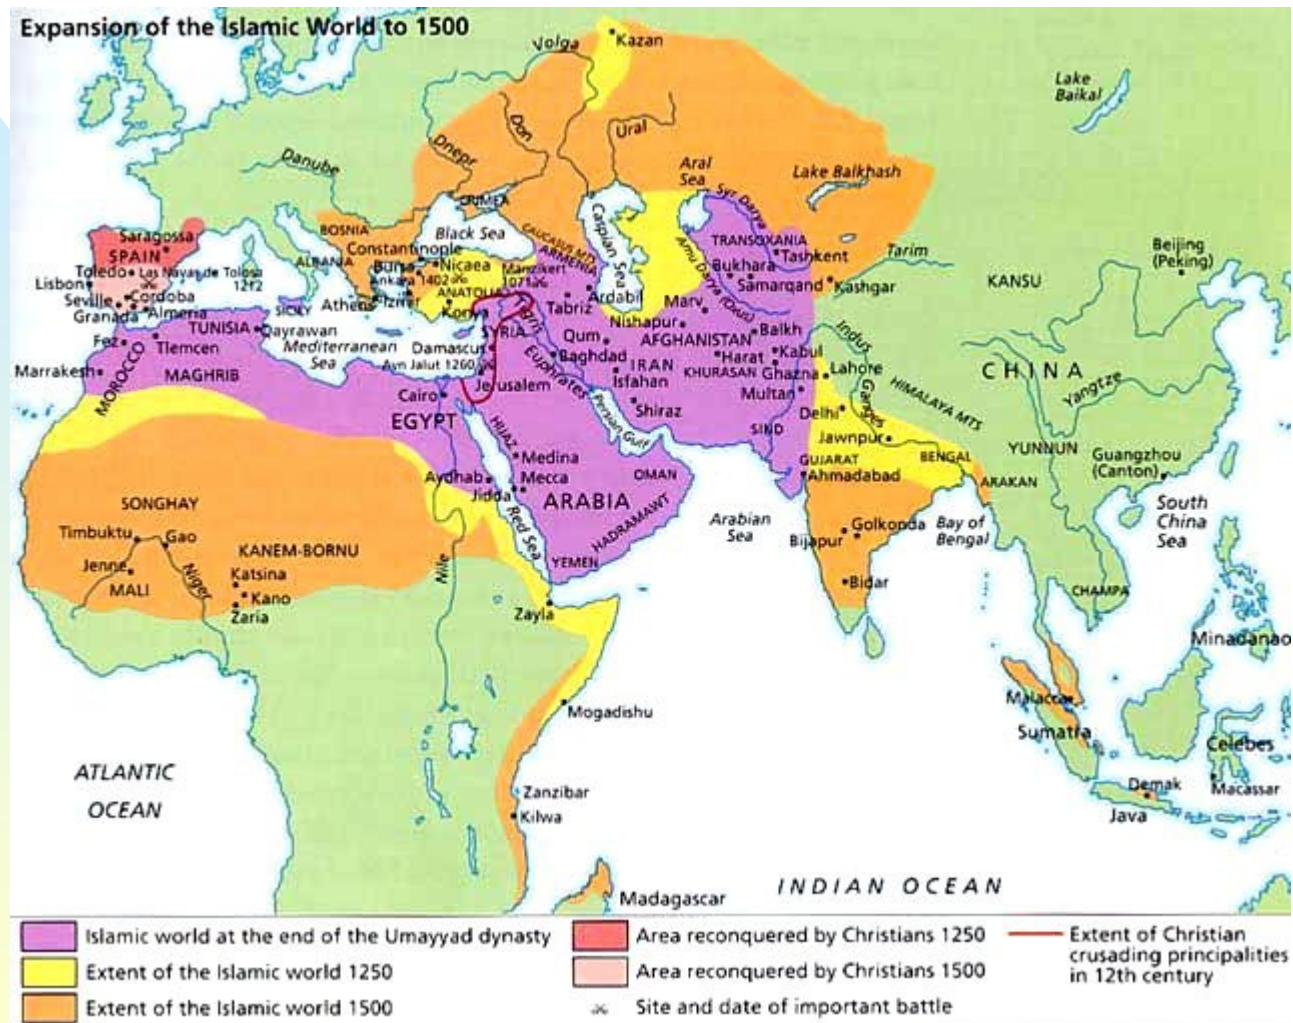 Expansion of the Islamic World to 1500
Volga
Kazan
Lake
Baikal
Don
Ural
Dnepr
Danube
Aral
Sea
Lake Balkhash
CRIMEA
Caspian Sea
Syr Darya
BOSNIA
Black Sea
CAUCASUS MTS
Saragossa
SPAIN
Constantinople
ALBANIA
ARMENIA
TRANSOXANIA
Tashkent
Tarim
Beijing
(Peking)
Toledo
Las Navas de Tolosa
1212
Bursa
Nicaea
Manzikert
1071
Amu Darya (Oxus)
Bukhara
Samarqand
Kashgar
KANSU
Lisbon
Ankara 1402
ANATOLIA
Ardabil
Seville
Cordoba
Athens
Izmir
Tabriz
Marv
Granada
Almeria
SICILY
Konya
Tigris
Nishapur
Balkh
TUNISIA
Qayrawan
SYRIA
Qum
AFGHANISTAN
Indus
Fez
Tlemcen
Mediterranean
Sea
Damascus
Ayn Jalut 1260
Euphrates
Baghdad
IRAN
Harat
Kabul
CHINA
Marrakesh
MOROCCO
MAGHRIB
Jerusalem
Isfahan
KHURASAN
Ghazna
Lahore
HIMALAYA MTS
Yangtze
Cairo
Shiraz
Multan
EGYPT
Persian Gulf
Delhi
Ganges
HIJAZ
SIND
Jawnpur
YUNNUN
Medina
OMAN
GUJARAT
BENGAL
Guangzhou
(Canton)
Aydhab
Jidda
Mecca
Ahmadabad
ARAKAN
SONGHAY
ARABIA
HADRAMAWT
South
China
Sea
Timbuktu
Gao
Red Sea
Arabian
Sea
Golkonda
Bay of
Bengal
KANEM-BORNU
Bijapur
Jenne
Niger
Katsina
Nile
YEMEN
MALI
Kano
Bidar
CHAMPA
Zaria
Zayla
Minadanao
Mogadishu
Malacca
Sumatra
Celebes
ATLANTIC
OCEAN
Zanzibar
Demak
Macassar
Kilwa
Java
Madagascar
INDIAN OCEAN
Islamic world at the end of the Umayyad dynasty
Extent of the Islamic world 1250
Extent of the Islamic world 1500
Area reconquered by Christians 1250
Area reconquered by Christians 1500
Site and date of important battle
Extent of Christian
crusading principalities
in 12th century